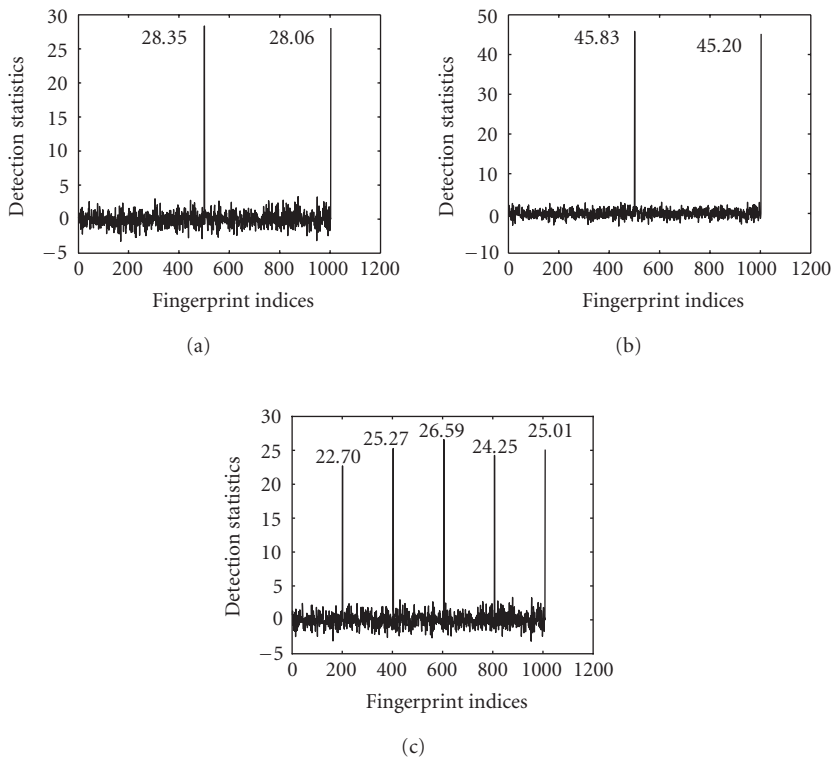 30
25
20
15
10
5
0
−5
Detection statistics
28.35
28.06
0 200 400 600 800 1000 1200
Fingerprint indices
(a)
50
40
30
20
10
0
−10
Detection statistics
45.83
45.20
0 200 400 600 800 1000 1200
Fingerprint indices
(b)
30
25
20
15
10
5
0
−5
Detection statistics
22.70
25.27
26.59
24.25
25.01
0 200 400 600 800 1000 1200
Fingerprint indices
(c)